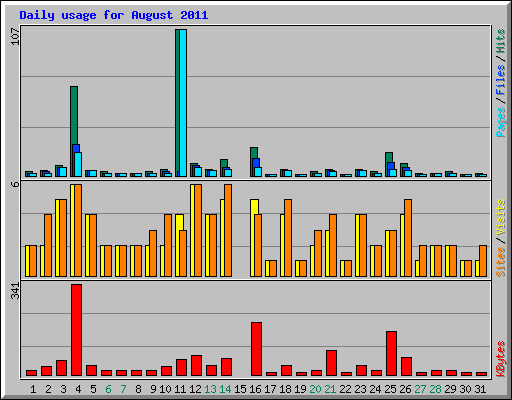 Daily usage for August 2011
107
Pages / Files / Hits
6
Sites / Visits
341
KBytes
1 2 3 4 5 6 7 8 9 10 11 12 13 14 15 16 17 18 19 20 21 22 23 24 25 26 27 28 29 30 31